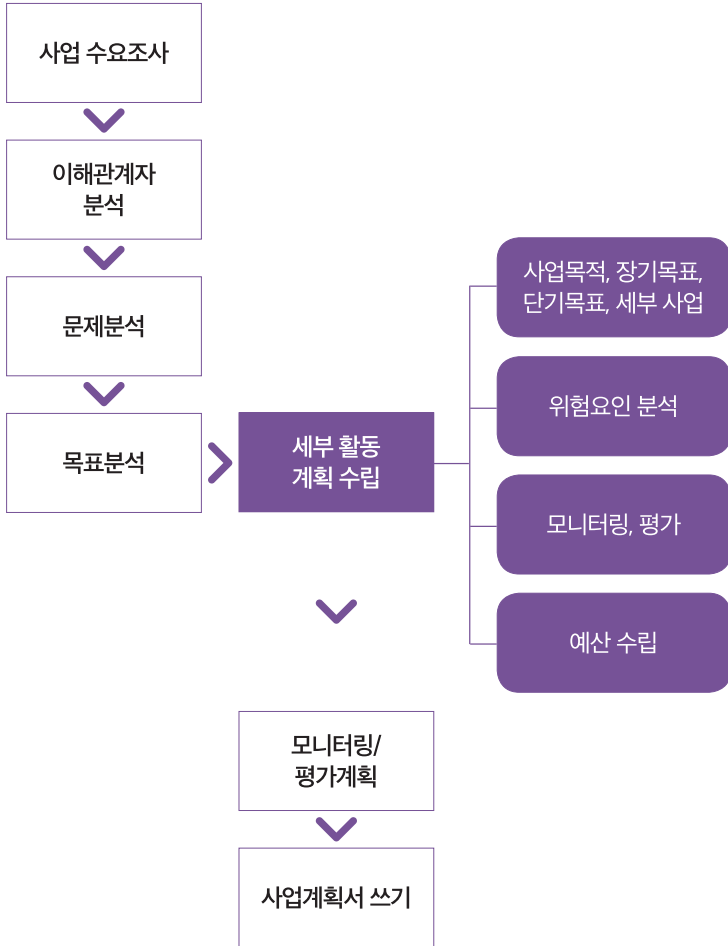 사업 수요조사
이해관계자
분석
문제분석
목표분석
세부 활동
계획 수립
사업목적, 장기목표,
단기목표, 세부 사업
위험요인 분석
모니터링, 평가
예산 수립
모니터링/
평가계획
사업계획서 쓰기